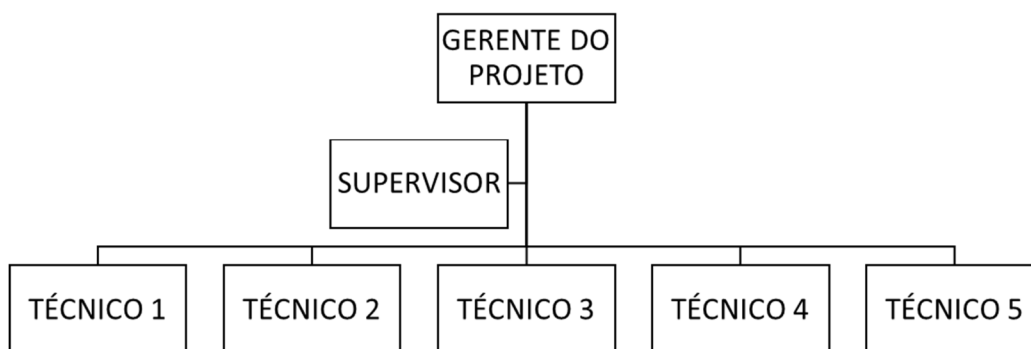 GERENTE DO
PROJETO
SUPERVISOR
TÉCNICO 1
TÉCNICO 2
TÉCNICO 3
TÉCNICO 4
TÉCNICO 5